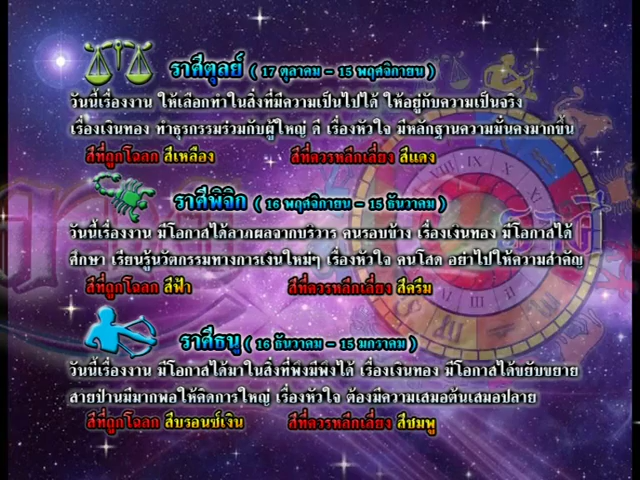 ราศีตุลย์ ( 17 ตุลาคม - 15 พฤศจิกายน )
วันนี้เรื่องงาน ให้เลือกทำในสิ่งที่มีความเป็นไปได้ ให้อยู่กับความเป็นจริง
เรื่องเงินทอง ทำธุรกรรมร่วมกับผู้ใหญ่ ดี เรื่องหัวใจ มีหลักฐานความมั่นคงมากขึ้น
สีที่ถูกโฉลก สีเหลือง สีที่ควรหลีกเลี่ยง สีแดง
ราศีพิจิก ( 16 พฤศจิกายน - 15 ธันวาคม )
วันนี้เรื่องงาน มีโอกาสได้ลาภผลจากบริวาร คนรอบข้าง เรื่องเงินทอง มีโอกาสได้
ศึกษา เรียนรู้นวัตกรรมทางการเงินใหม่ๆ เรื่องหัวใจ คนโสด อย่าไปให้ความสำคัญ
สีที่ถูกโฉลก สีฟ้า สีที่ควรหลีกเลี่ยง สีครีม
ราศีธนู ( 16 ธันวาคม - 15 มกราคม )
วันนี้เรื่องงาน มีโอกาสได้มาในสิ่งที่พึงมีพึงได้ เรื่องเงินทอง มีโอกาสได้ขยับขยาย
สายป่านมีมากพอให้คิดการใหญ่ เรื่องหัวใจ ต้องมีความเสมอต้นเสมอปลาย
สีที่ถูกโฉลก สีบรอนซ์เงิน สีที่ควรหลีกเลี่ยง สีชมพู